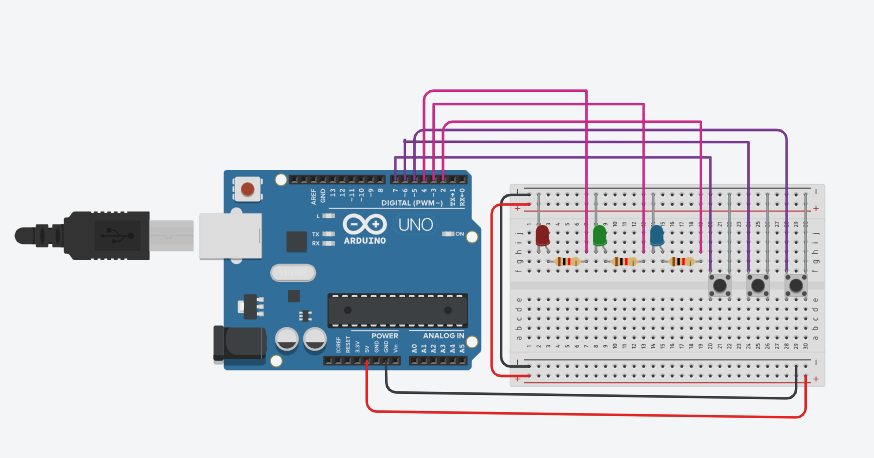 AREF
GND
13
12
~11
~10
~9
8
7
~6
~5
4
~3
2
TX→1
RX←0
DIGITAL (PWM~)
L
TX
RX
UNO
ON
ARDUINO
POWER
ANALOG IN
IOREF
RESET
3.3V
5V
GND
GND
Vin
A0
A1
A2
A3
A4
A5
a b c d e
f g h i j